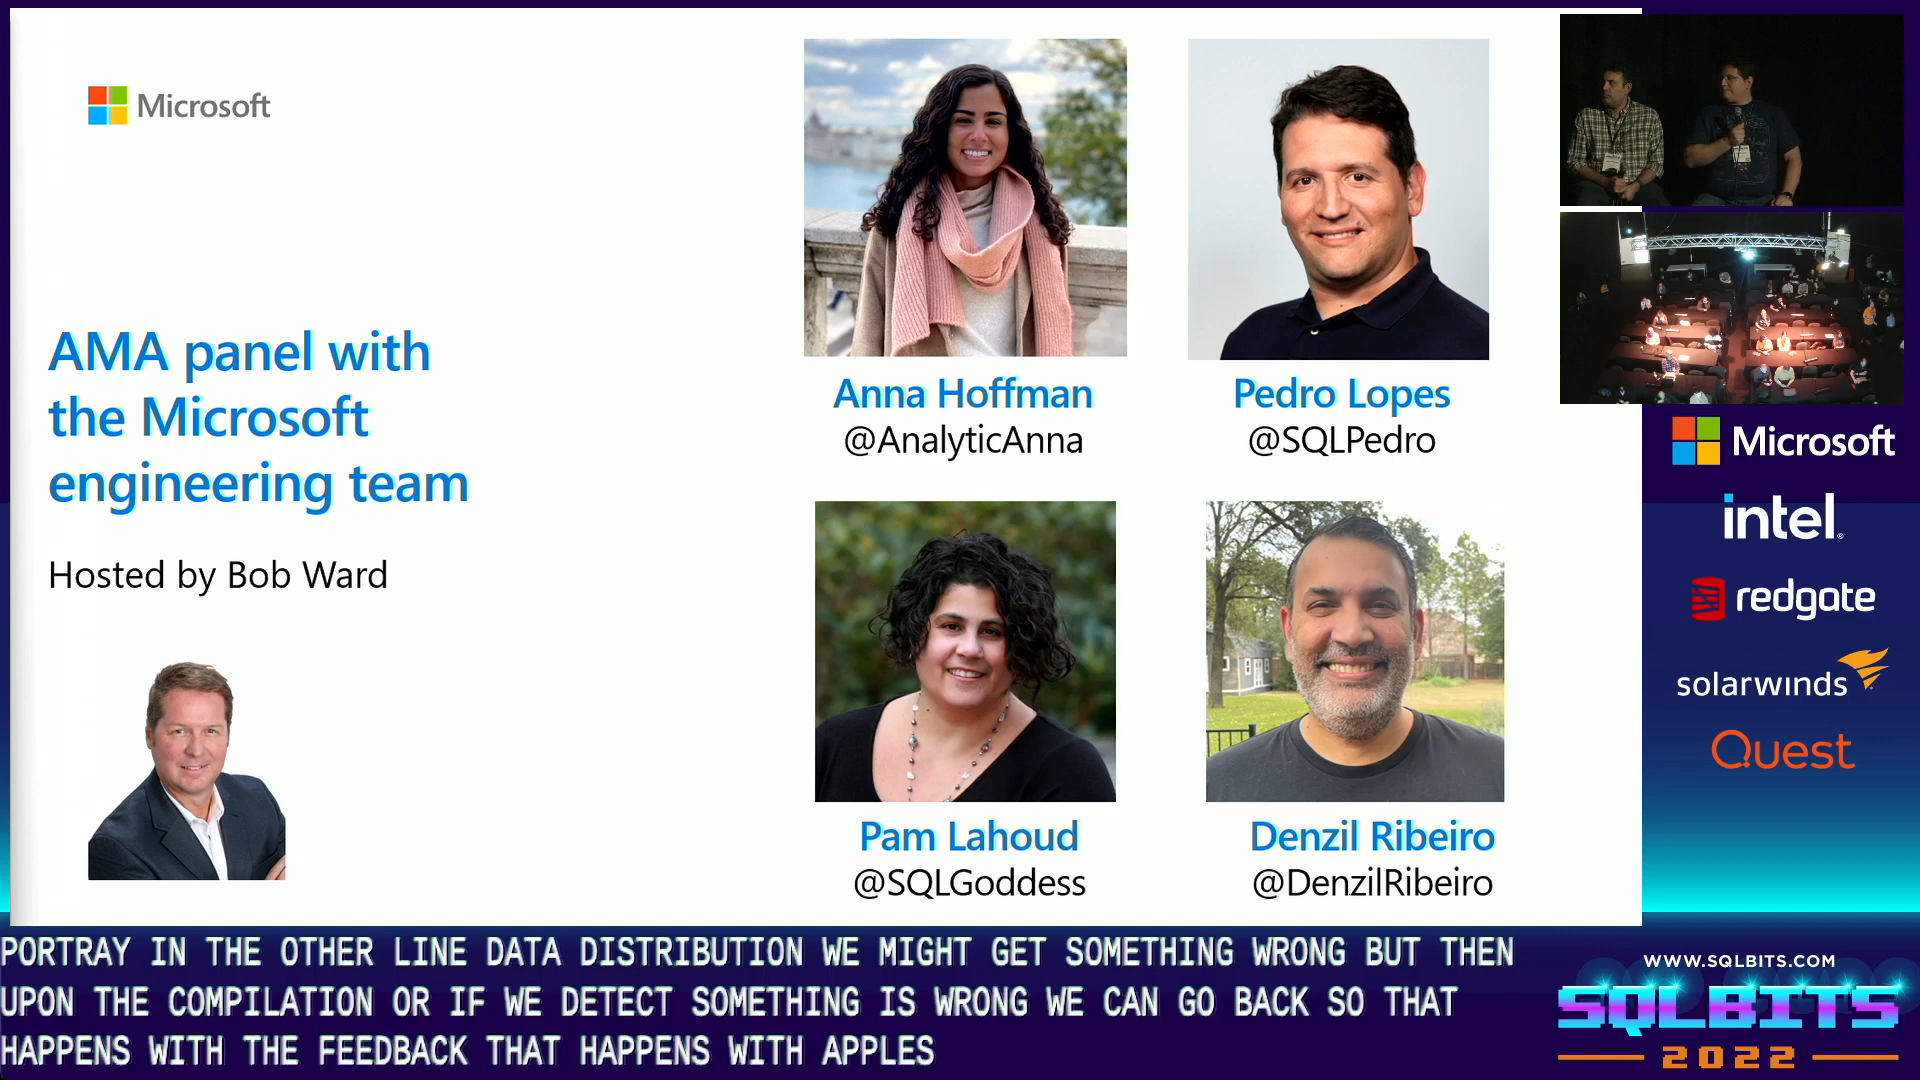 Microsoft
AMA panel with
the Microsoft
engineering team
Hosted by Bob Ward
Anna Hoffman
@AnalyticAnna
Pedro Lopes
@SQLPedro
Pam Lahoud
@SQLGoddess
Denzil Ribeiro
@DenzilRibeiro
Microsoft
intel.
redgate
solarwinds
Quest
WWW.SQLBITS.COM
SQLBITS
2022
PORTRAY IN THE OTHER LINE DATA DISTRIBUTION WE MIGHT GET SOMETHING WRONG BUT THEN
UPON THE COMPILATION OR IF WE DETECT SOMETHING IS WRONG WE CAN GO BACK SO THAT
HAPPENS WITH THE FEEDBACK THAT HAPPENS WITH APPLES